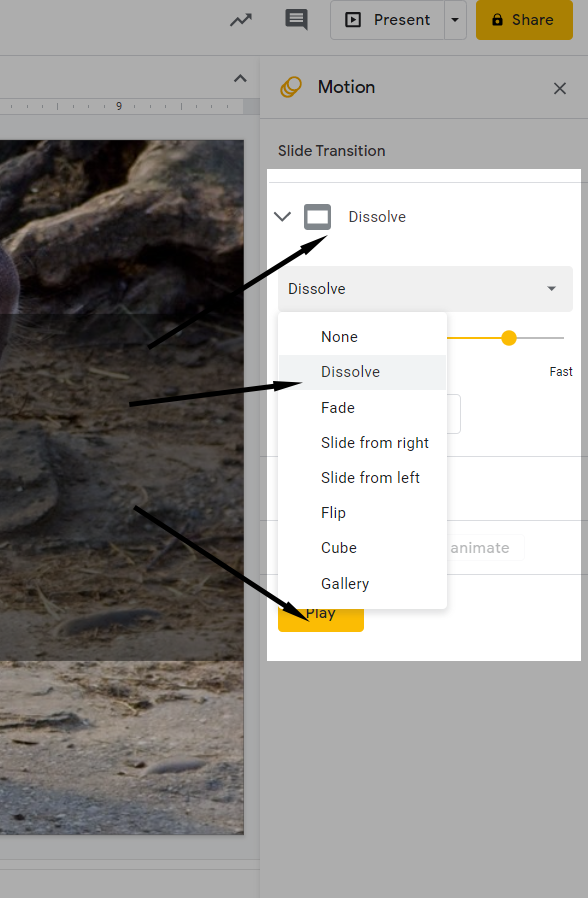 Present
Share
9
Motion
Slide Transition
Dissolve
Dissolve
None
Dissolve
Fast
Fade
Slide from right
Slide from left
Flip
Cube
animate
Gallery
Play